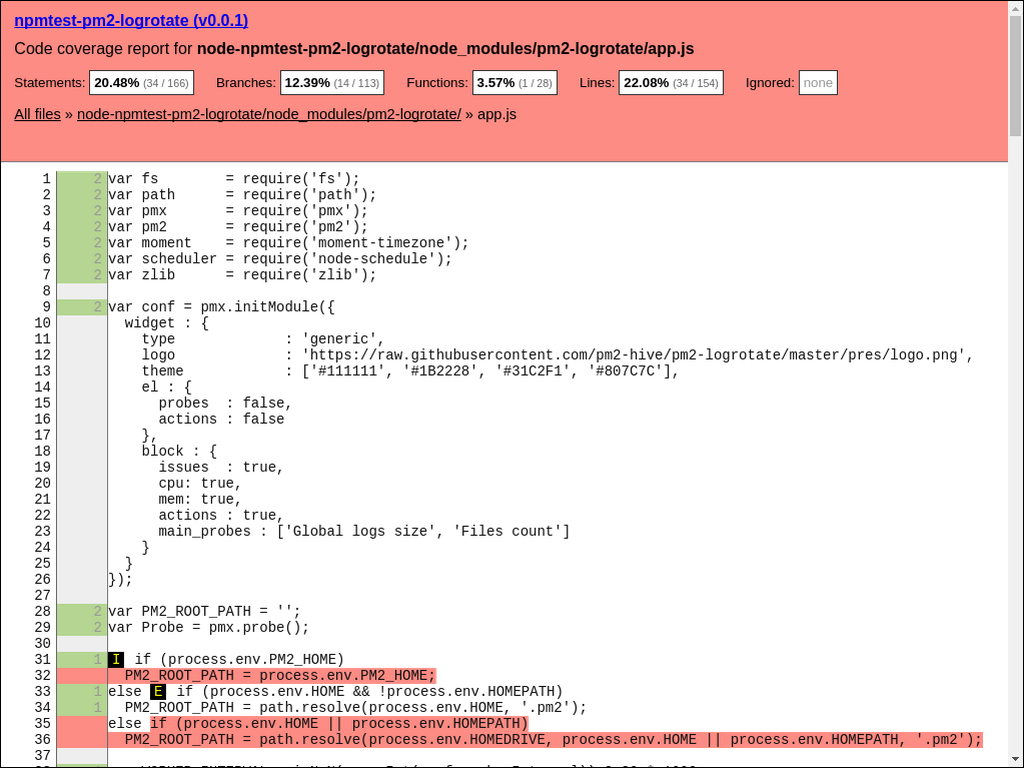 npmtest-pm2-logrotate (v0.0.1)
Code coverage report for node-npmtest-pm2-logrotate/node_modules/pm2-logrotate/app.js
Statements: 20.48% (34 / 166) Branches: 12.39% (14 / 113) Functions: 3.57% (1 / 28) Lines: 22.08% (34 / 154) Ignored: none
All files » node-npmtest-pm2-logrotate/node_modules/pm2-logrotate/ » app.js
1 2 var fs        = require('fs');
2 2 var path      = require('path');
3 2 var pmx       = require('pmx');
4 2 var pm2       = require('pm2');
5 2 var moment    = require('moment-timezone');
6 2 var scheduler = require('node-schedule');
7 2 var zlib      = require('zlib');
8
9 2 var conf = pmx.initModule({
10   widget : {
11     type             : 'generic',
12     logo             : 'https://raw.githubusercontent.com/pm2-hive/pm2-logrotate/master/pres/logo.png',
13     theme            : ['#111111', '#1B2228', '#31C2F1', '#807C7C'],
14     el : {
15       probes  : false,
16       actions : false
17     },
18     block : {
19       issues  : true,
20       cpu: true,
21       mem: true,
22       actions : true,
23       main_probes : ['Global logs size', 'Files count']
24     }
25   }
26 });
27
28 2 var PM2_ROOT_PATH = '';
29 2 var Probe = pmx.probe();
30
31 1 I if (process.env.PM2_HOME)
32   PM2_ROOT_PATH = process.env.PM2_HOME;
33 1 else E if (process.env.HOME && !process.env.HOMEPATH)
34 1   PM2_ROOT_PATH = path.resolve(process.env.HOME, '.pm2');
35 else if (process.env.HOME || process.env.HOMEPATH)
36   PM2_ROOT_PATH = path.resolve(process.env.HOMEDRIVE, process.env.HOME || process.env.HOMEPATH, '.pm2');
37